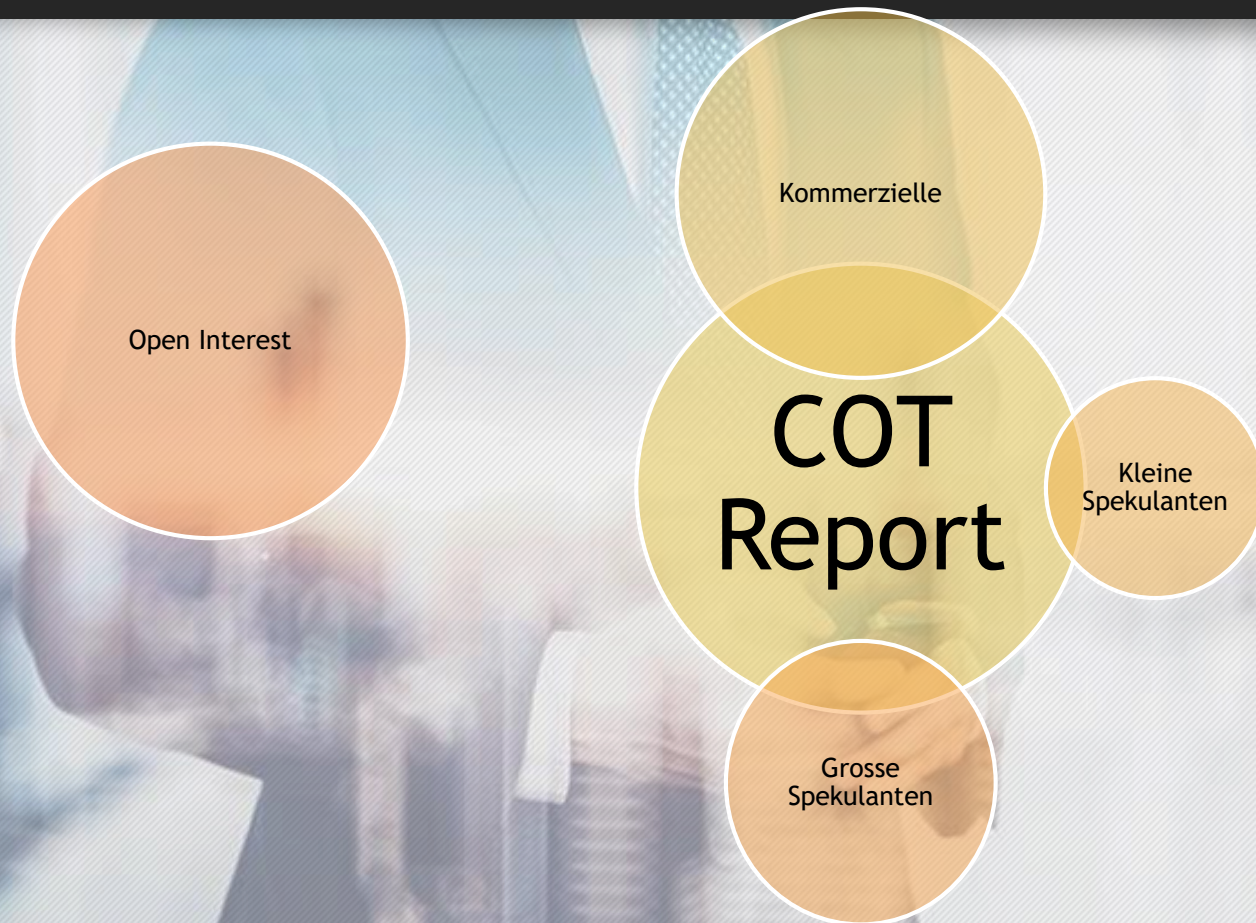 Kommerzielle
Open Interest
COT
Report
Kleine
Spekulanten
Grosse
Spekulanten